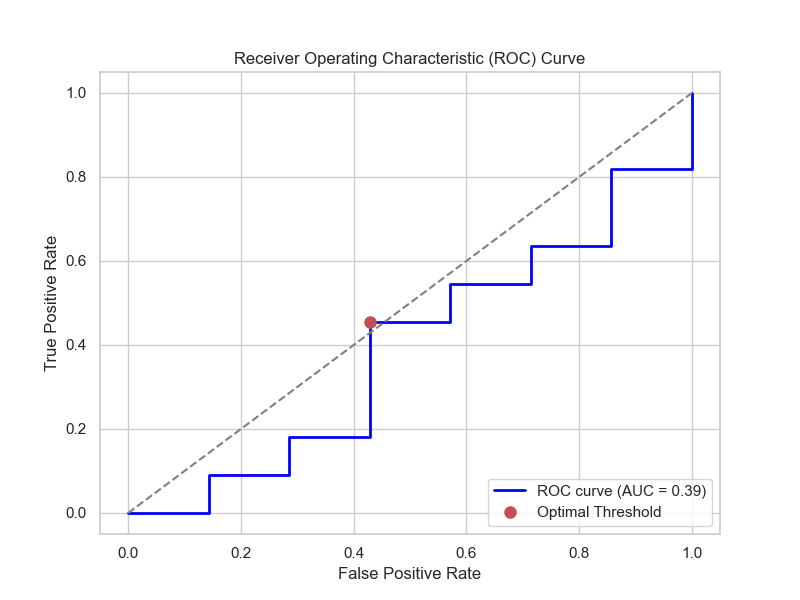 Receiver Operating Characteristic (ROC) Curve
True Positive Rate
1.0
0.8
0.6
0.4
0.2
0.0
ROC curve (AUC = 0.39)
Optimal Threshold
0.0 0.2 0.4 0.6 0.8 1.0
False Positive Rate